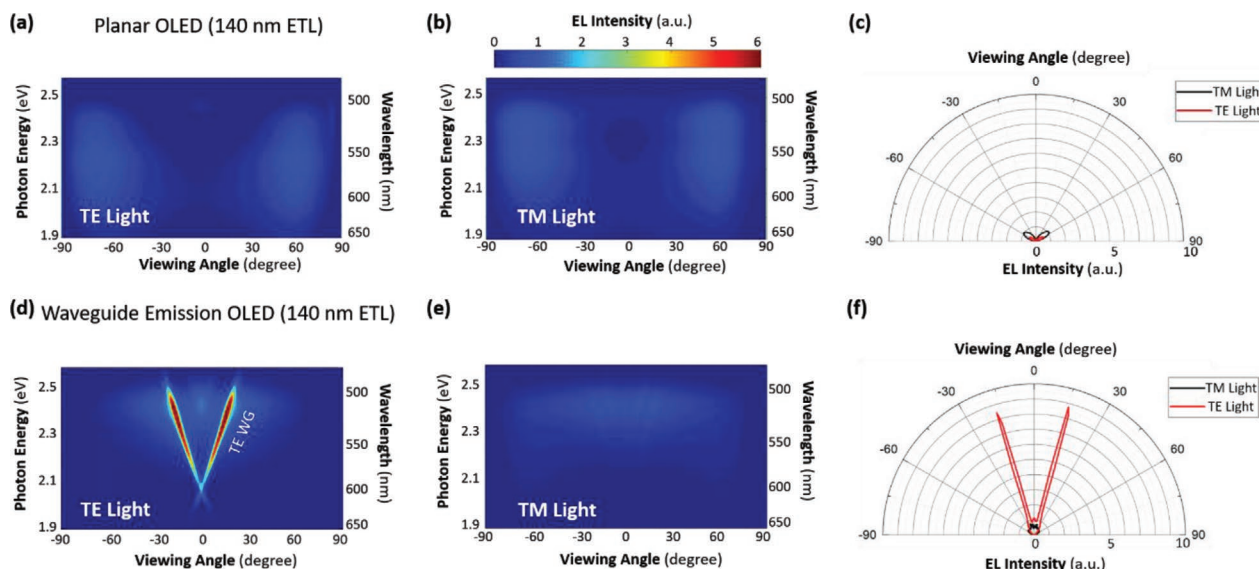 (a)
Planar OLED (140 nm ETL)
Photon Energy (eV)
2.5
2.3
2.1
1.9
TE Light
500
550
600
650
Wavelength (nm)
-90 -60 -30 0 30 60 90
Viewing Angle (degree)
(b)
EL Intensity (a.u.)
0 1 2 3 4 5 6
Photon Energy (eV)
2.5
2.3
2.1
1.9
TM Light
500
550
600
650
Wavelength (nm)
-90 -60 -30 0 30 60 90
Viewing Angle (degree)
(c)
Viewing Angle (degree)
0
-30 30
-60 60
-90 90
TM Ligh
TE Light
0 5 10
EL Intensity (a.u.)
(d)
Waveguide Emission OLED (140 nm ETL)
Photon Energy (eV)
2.5
2.3
2.1
1.9
TE WG
TE Light
500
550
600
650
Wavelength (nm)
-90 -60 -30 0 30 60 90
Viewing Angle (degree)
(e)
Photon Energy (eV)
2.5
2.3
2.1
1.9
TM Light
500
550
600
650
Wavelength (nm)
-90 -60 -30 0 30 60 90
Viewing Angle (degree)
(f)
Viewing Angle (degree)
0
-30 30
-60 60
-90 90
TM Light
TE Light
0 5 10
EL Intensity (a.u.)